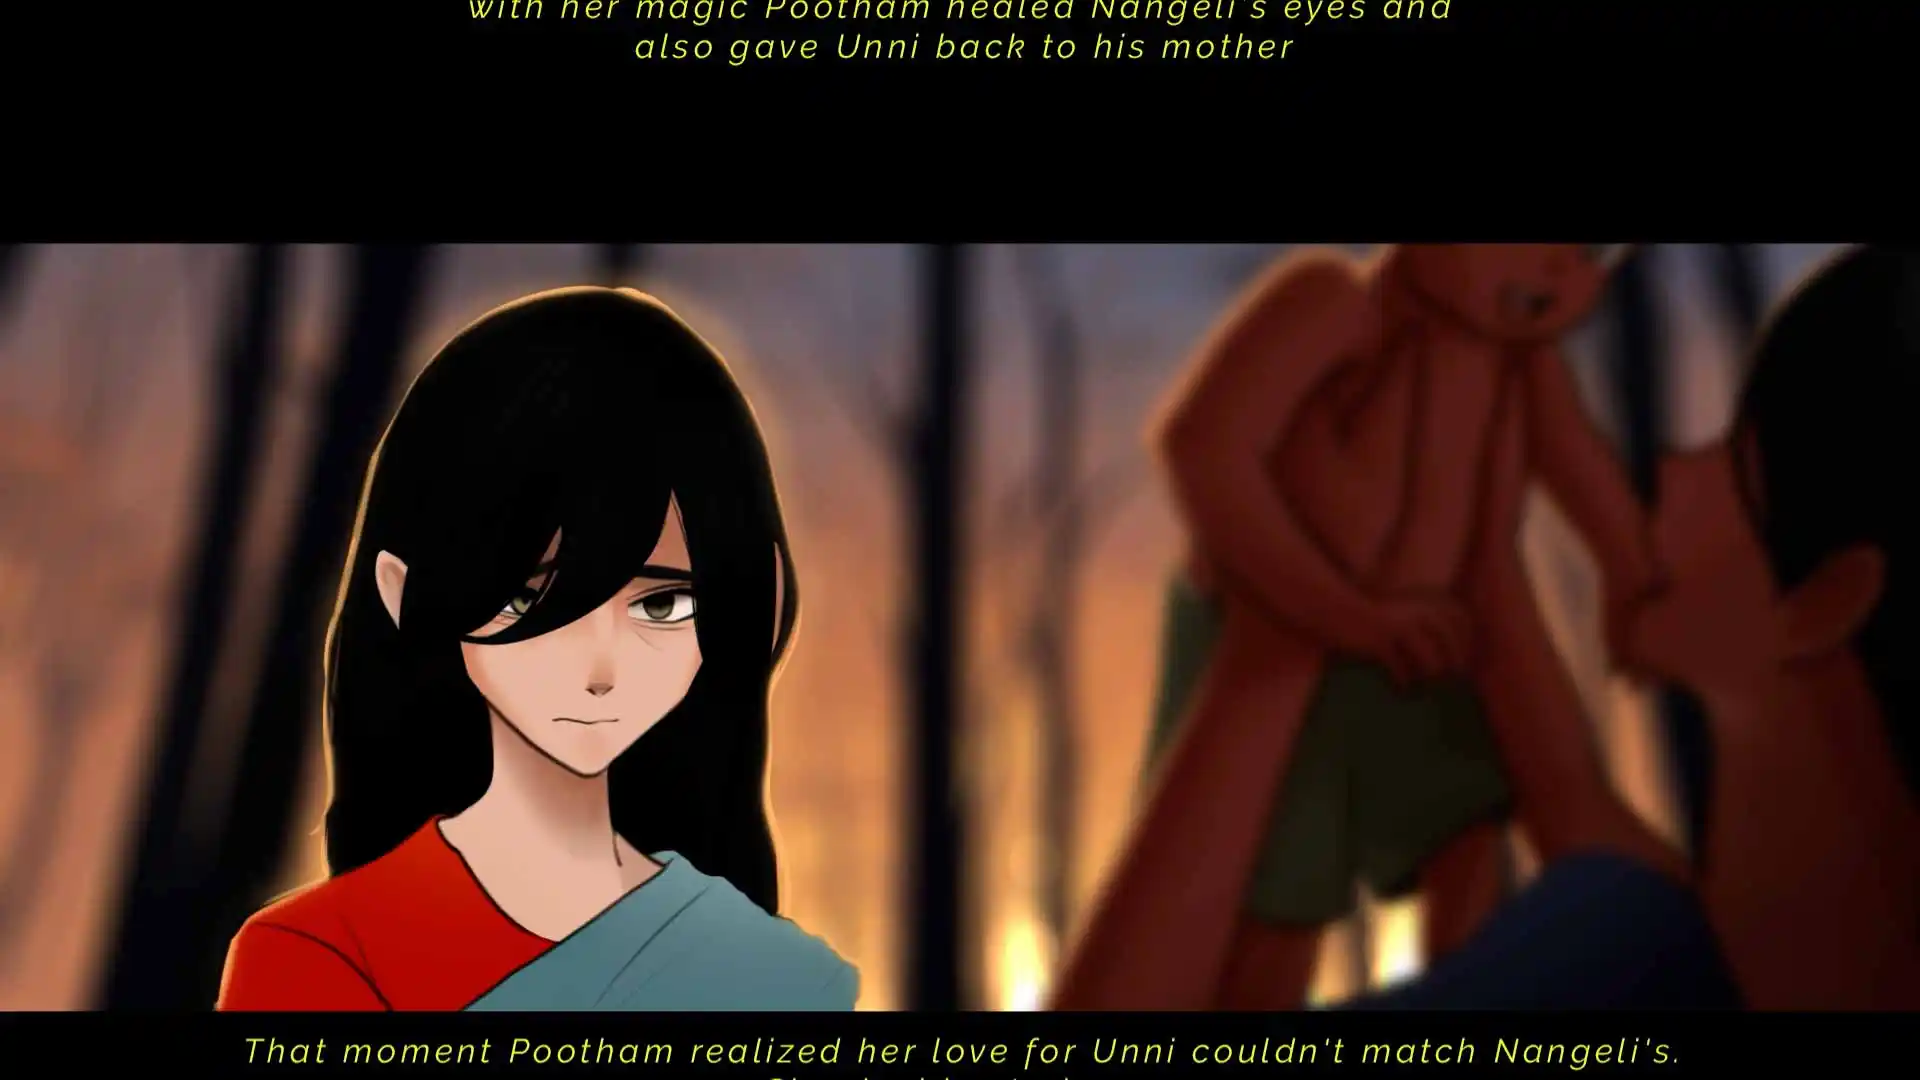 with her magic Pootham healed Nangeli's eyes and
also gave Unni back to his mother
That moment Pootham realized her love for Unni couldn't match Nangeli's.